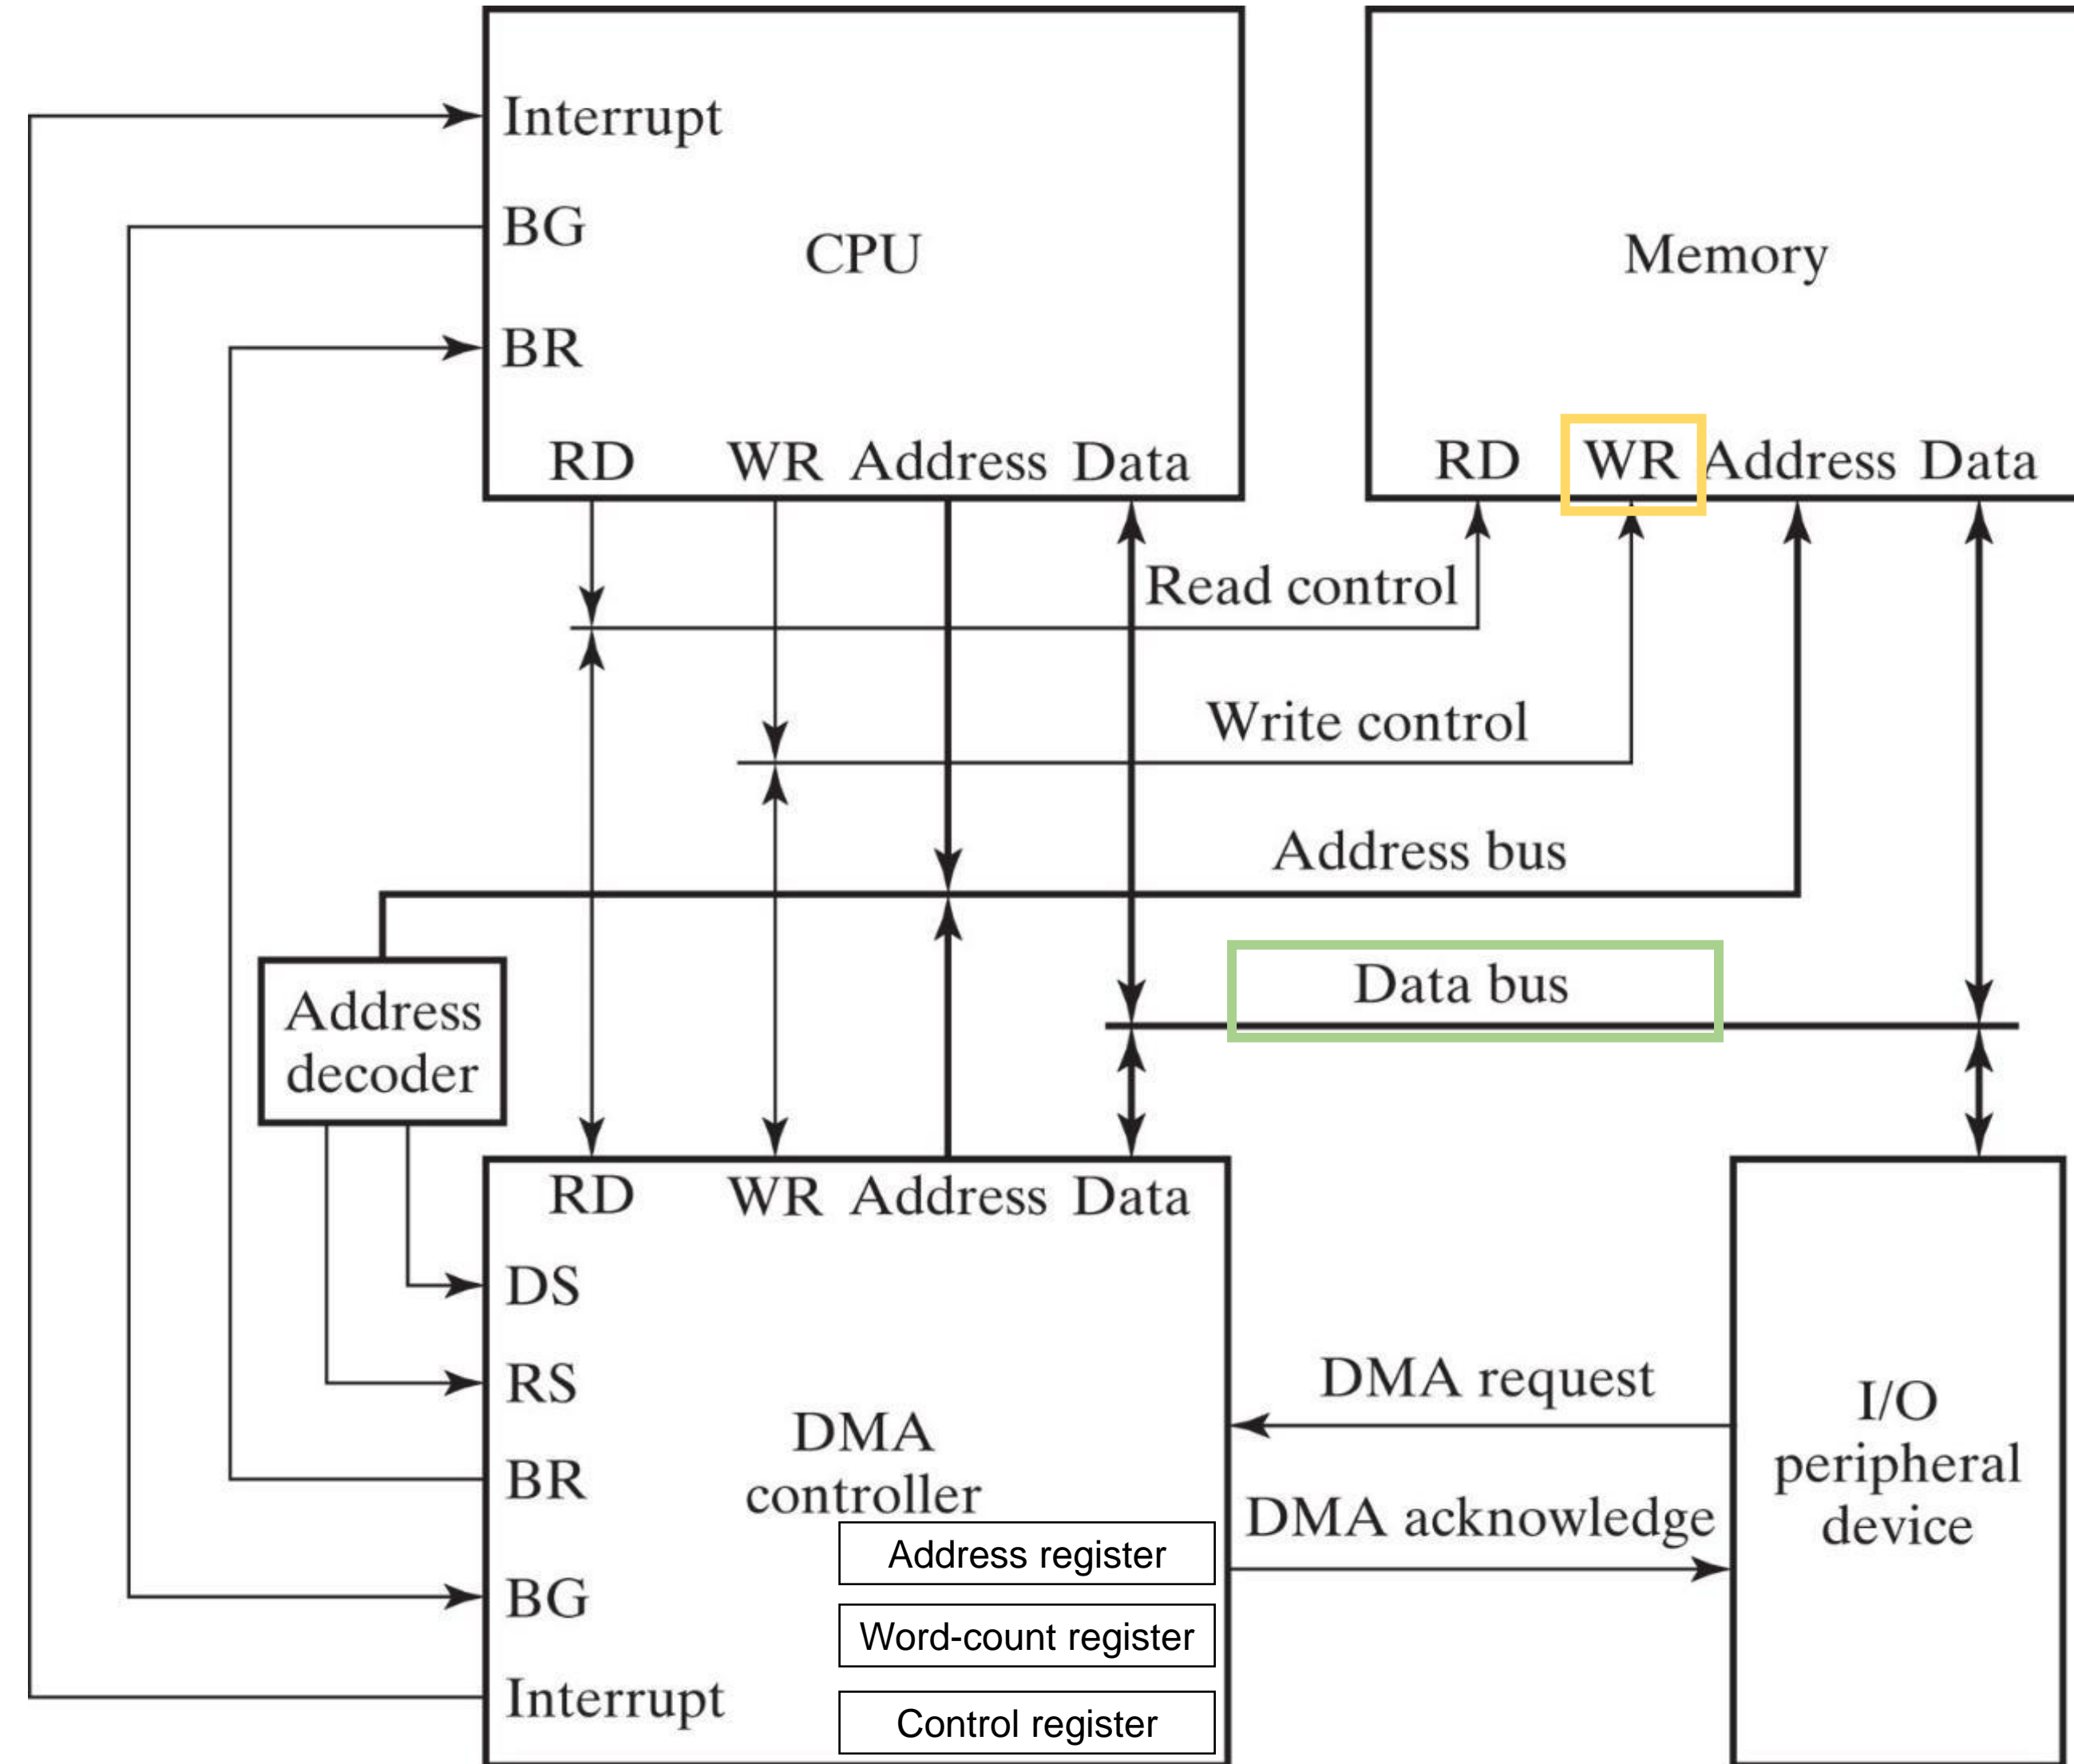 Interrupt
BG
CPU
Memory
BR
RD WR Address Data
RD WR Address Data
Read control
Write control
Address bus
Data bus
Address
decoder
RD WR Address Data
DS
RS
DMA
controller
BR
BG
Interrupt
Address register
Word-count register
Control register
DMA request
DMA acknowledge
I/O
peripheral
device